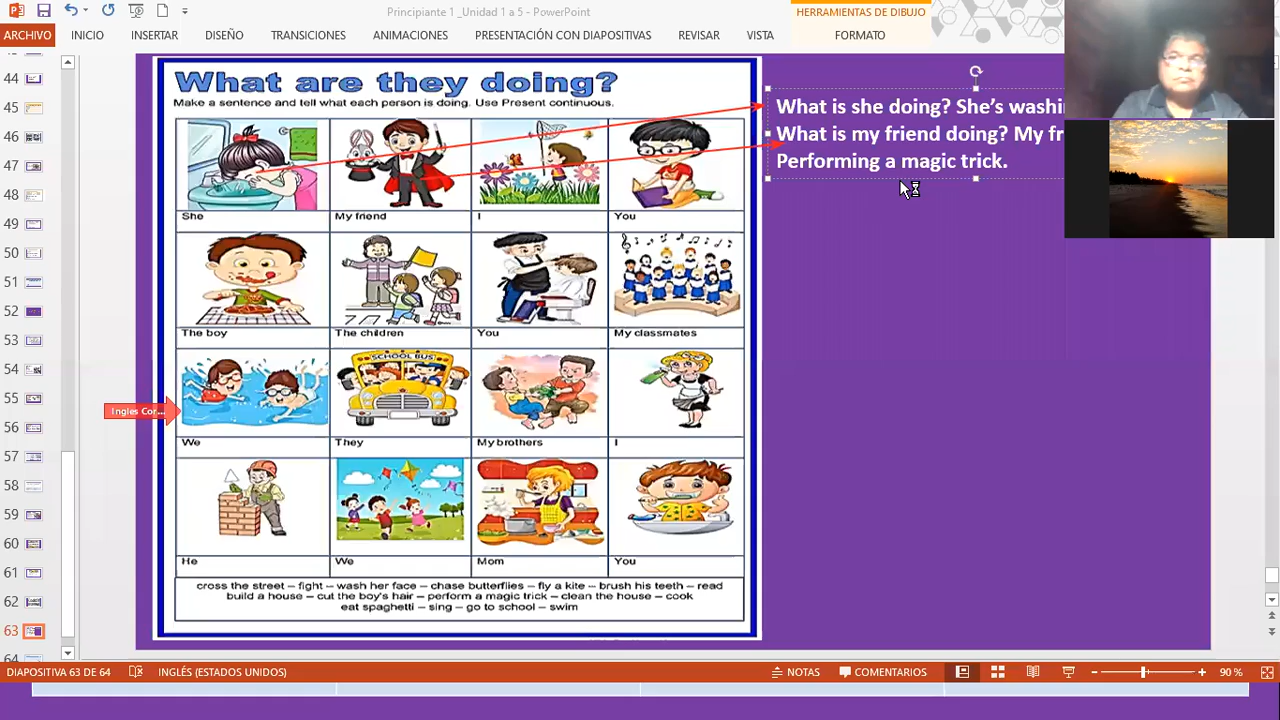 Principiante 1 _Unidad 1 a 5 - PowerPoint
HERRAMIENTAS DE DIBUJO
ARCHIVO INICIO INSERTAR DISEÑO TRANSICIONES ANIMACIONES PRESENTACIÓN CON DIAPOSITIVAS REVISAR VISTA FORMATO
44
45
46
47
48
49
50
51
52
53
54
55
56
57
58
59
60
61
62
63
64
What are they doing?
Make a sentence and tell what each person is doing. Use Present continuous.
She My friend I You
The boy The children You My classmates
SCHOOL BUS
We They My brothers I
He We Mom You
cross the street – fight – wash her face – chase butterflies – fly a kite – brush his teeth – read
build a house – cut the boy's hair – perform a magic trick – clean the house – cook
eat spaghetti – sing – go to school – swim
Ingles Cor...
What is she doing? She's washi
What is my friend doing? My fr
Performing a magic trick.
DIAPOSITIVA 63 DE 64 INGLÉS (ESTADOS UNIDOS) NOTAS COMENTARIOS 90 %